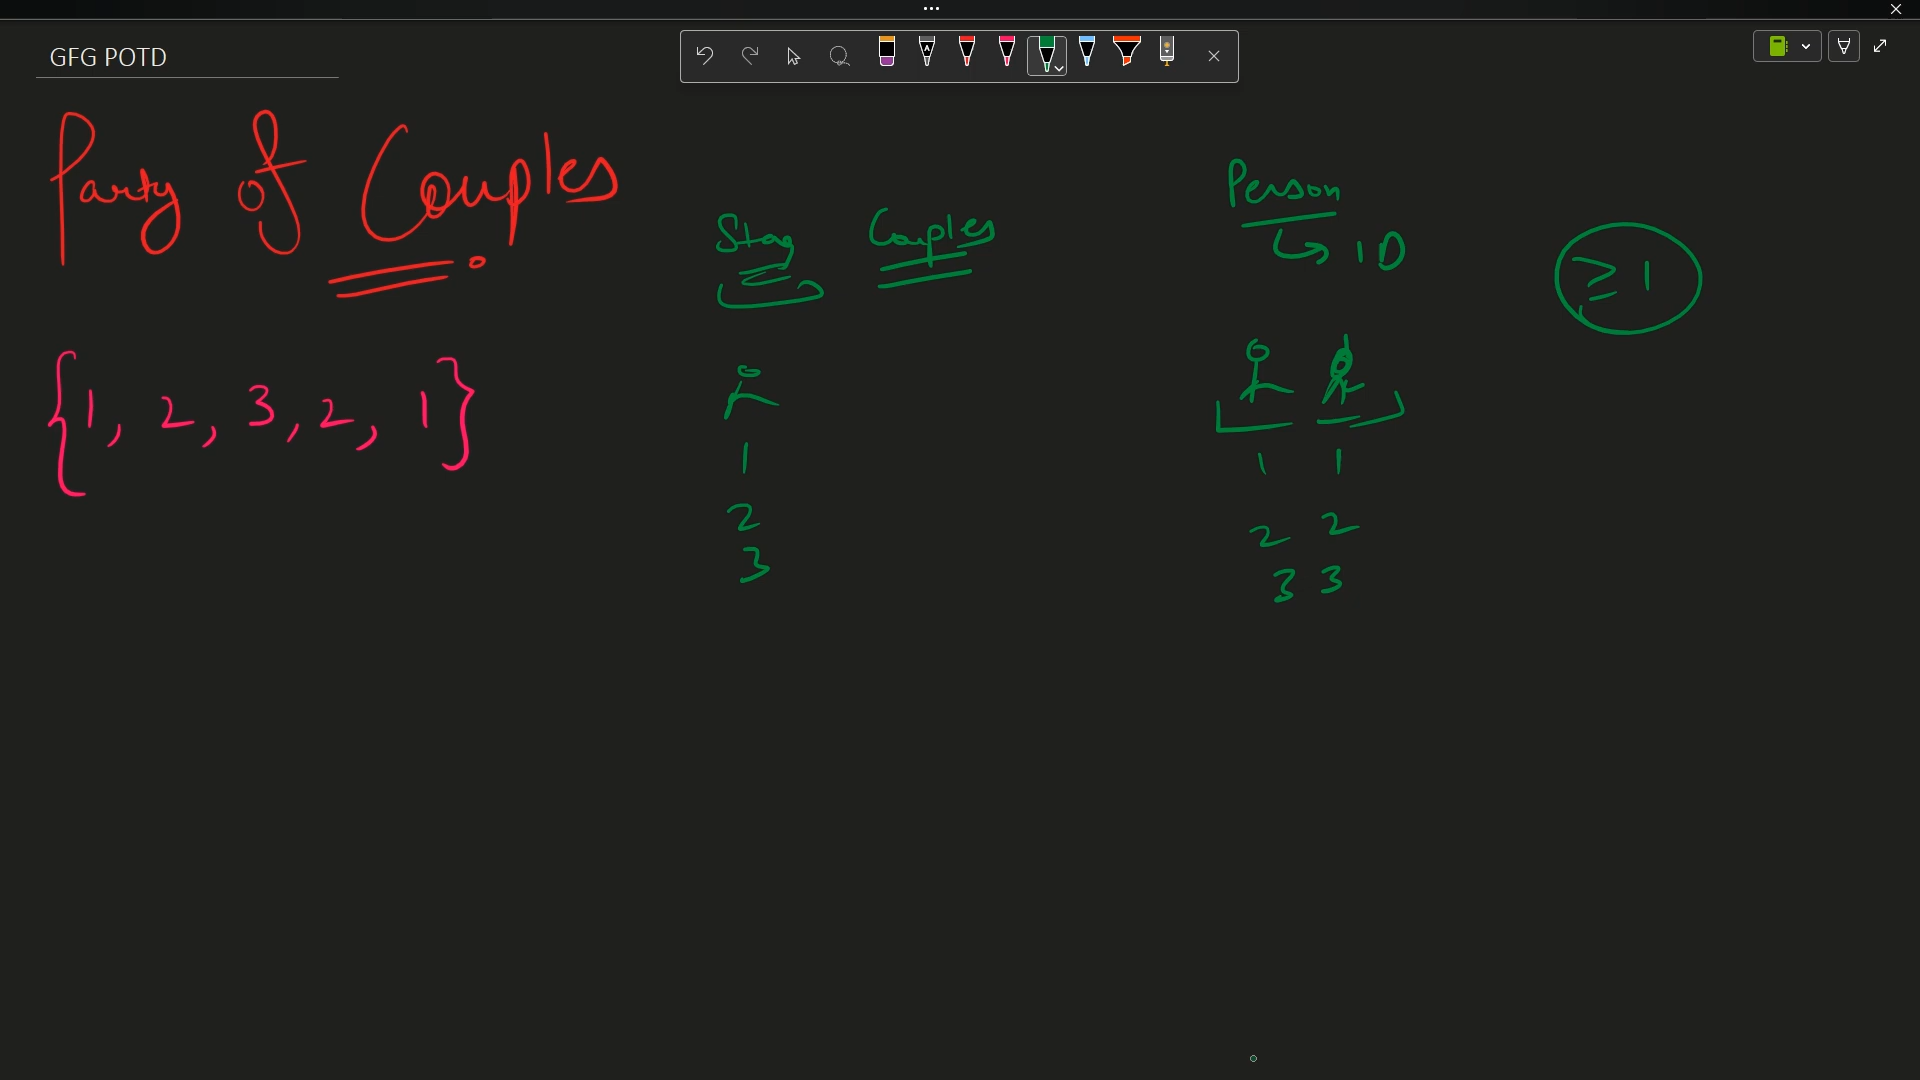 GFG POTD
Party of Couples
Stag Couples
Person
ID
≥ 1
{1, 2, 3, 2, 1}
1
1 1
2
2 2
3
3 3